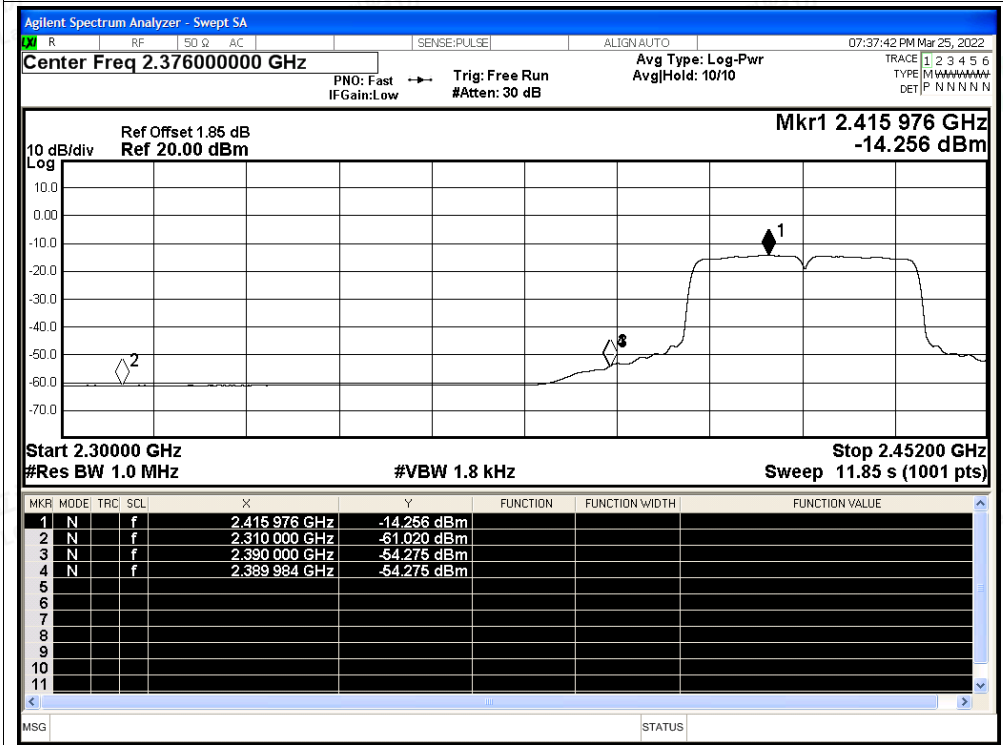 Agilent Spectrum Analyzer - Swept SA
LXI R RF 50 Ω AC SENSE:PULSE ALIGN AUTO 07:37:42 PM Mar 25, 2022
Center Freq 2.376000000 GHz
PNO: Fast Trig: Free Run
IFGain:Low #Atten: 30 dB
Avg Type: Log-Pwr
Avg|Hold: 10/10
TRACE 1 2 3 4 5 6
TYPE M WWWWW
DET P N N N N N
Mkr1 2.415 976 GHz
-14.256 dBm
Ref Offset 1.85 dB
10 dB/div Ref 20.00 dBm
Log
10.0
0.00
-10.0
-20.0
-30.0
-40.0
-50.0
-60.0
-70.0
1
2
Start 2.30000 GHz Stop 2.45200 GHz
#Res BW 1.0 MHz #VBW 1.8 kHz Sweep 11.85 s (1001 pts)
MKR MODE TRC SCL X Y FUNCTION FUNCTION WIDTH FUNCTION VALUE
1 N f 2.415 976 GHz -14.256 dBm
2 N f 2.310 000 GHz -61.020 dBm
3 N f 2.390 000 GHz -54.275 dBm
4 N f 2.389 984 GHz -54.275 dBm
5
6
7
8
9
10
11
MSG STATUS